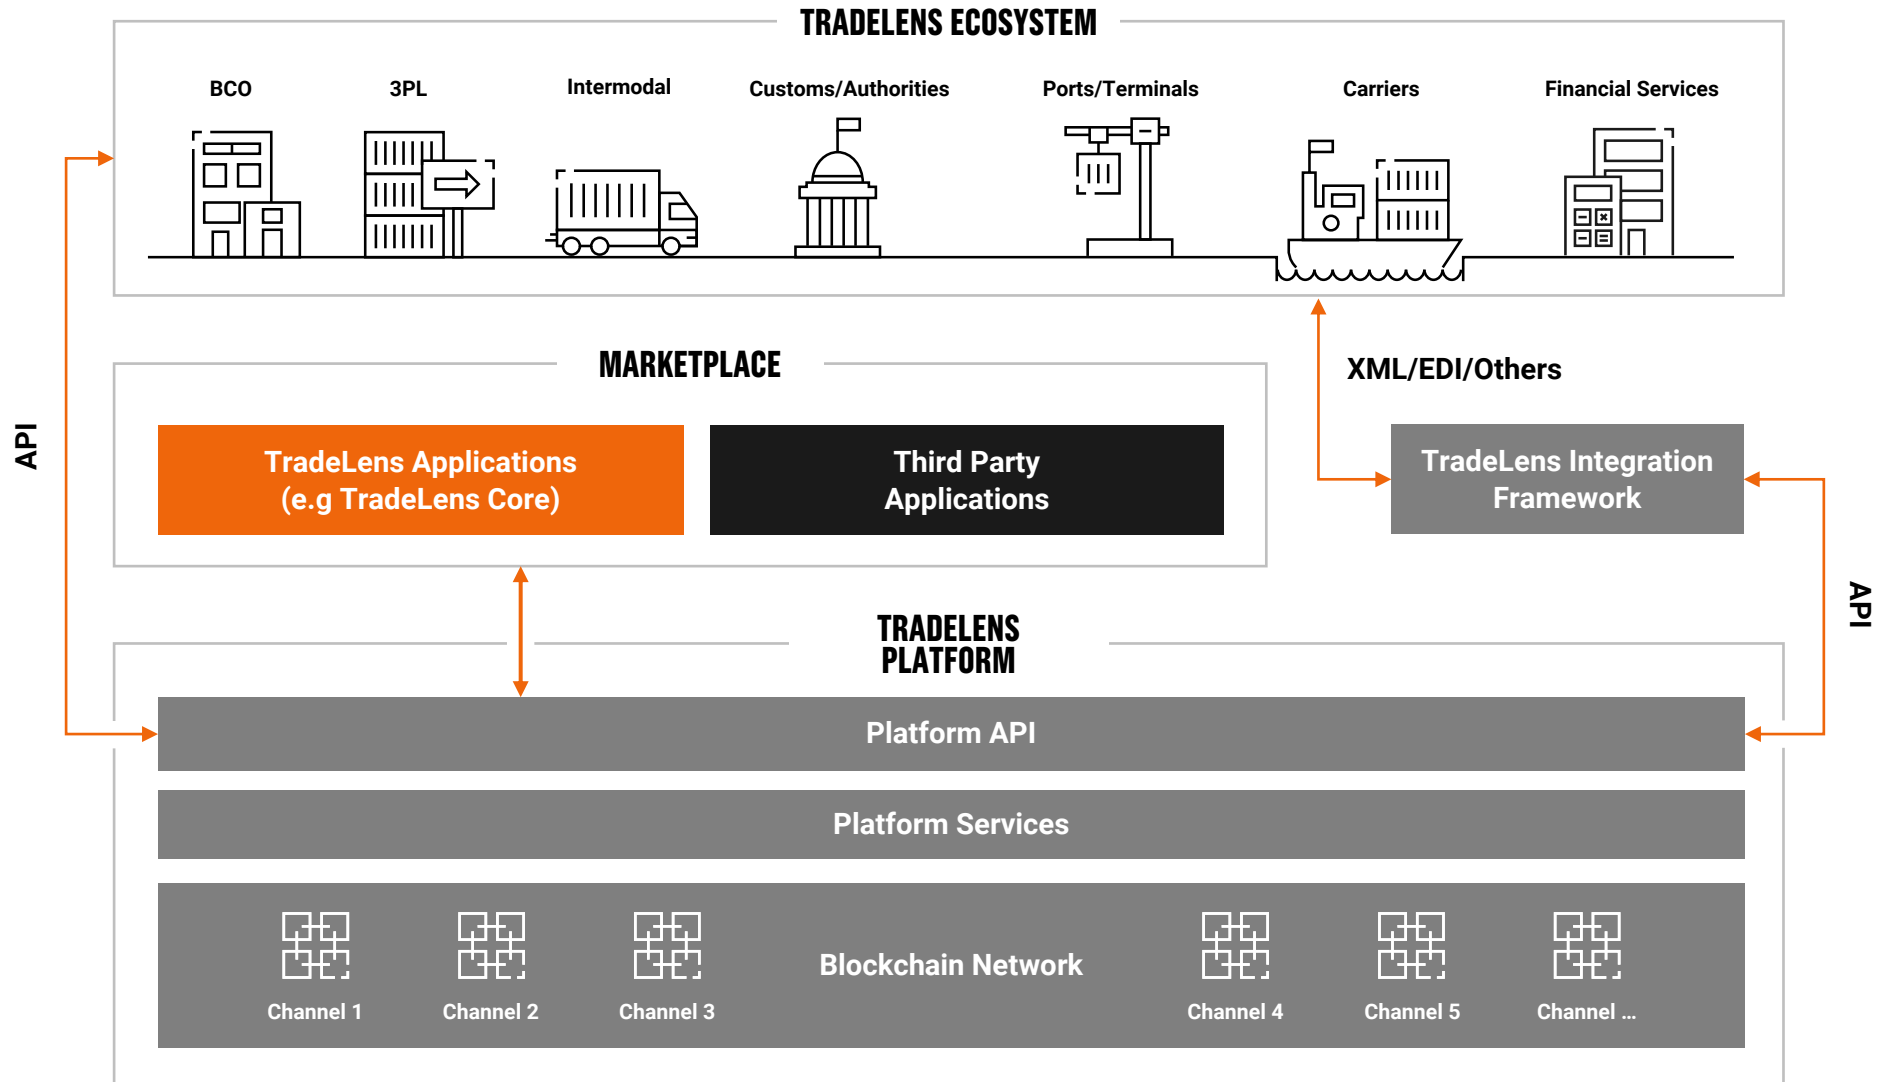 TRADELENS ECOSYSTEM
BCO
3PL
Intermodal
Customs/Authorities
Ports/Terminals
Carriers
Financial Services
MARKETPLACE
XML/EDI/Others
API
TradeLens Applications
(e.g TradeLens Core)
Third Party
Applications
TradeLens Integration
Framework
API
TRADELENS
PLATFORM
Platform API
Platform Services
Blockchain Network
Channel 1
Channel 2
Channel 3
Channel 4
Channel 5
Channel ...